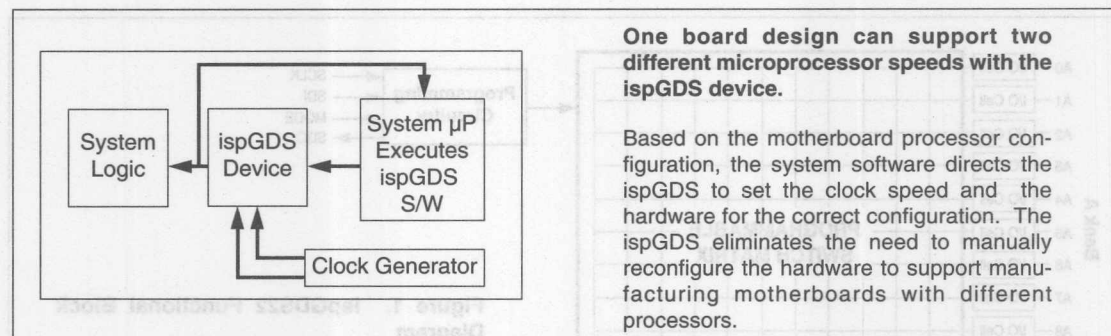 One board design can support two
different microprocessor speeds with the
ispGDS device.
Based on the motherboard processor con-
figuration, the system software directs the
ispGDS to set the clock speed and the
hardware for the correct configuration. The
ispGDS eliminates the need to manually
reconfigure the hardware to support manu-
facturing motherboards with different
processors.
System
Logic
ispGDS
Device
System µP
Executes
ispGDS
S/W
Clock Generator